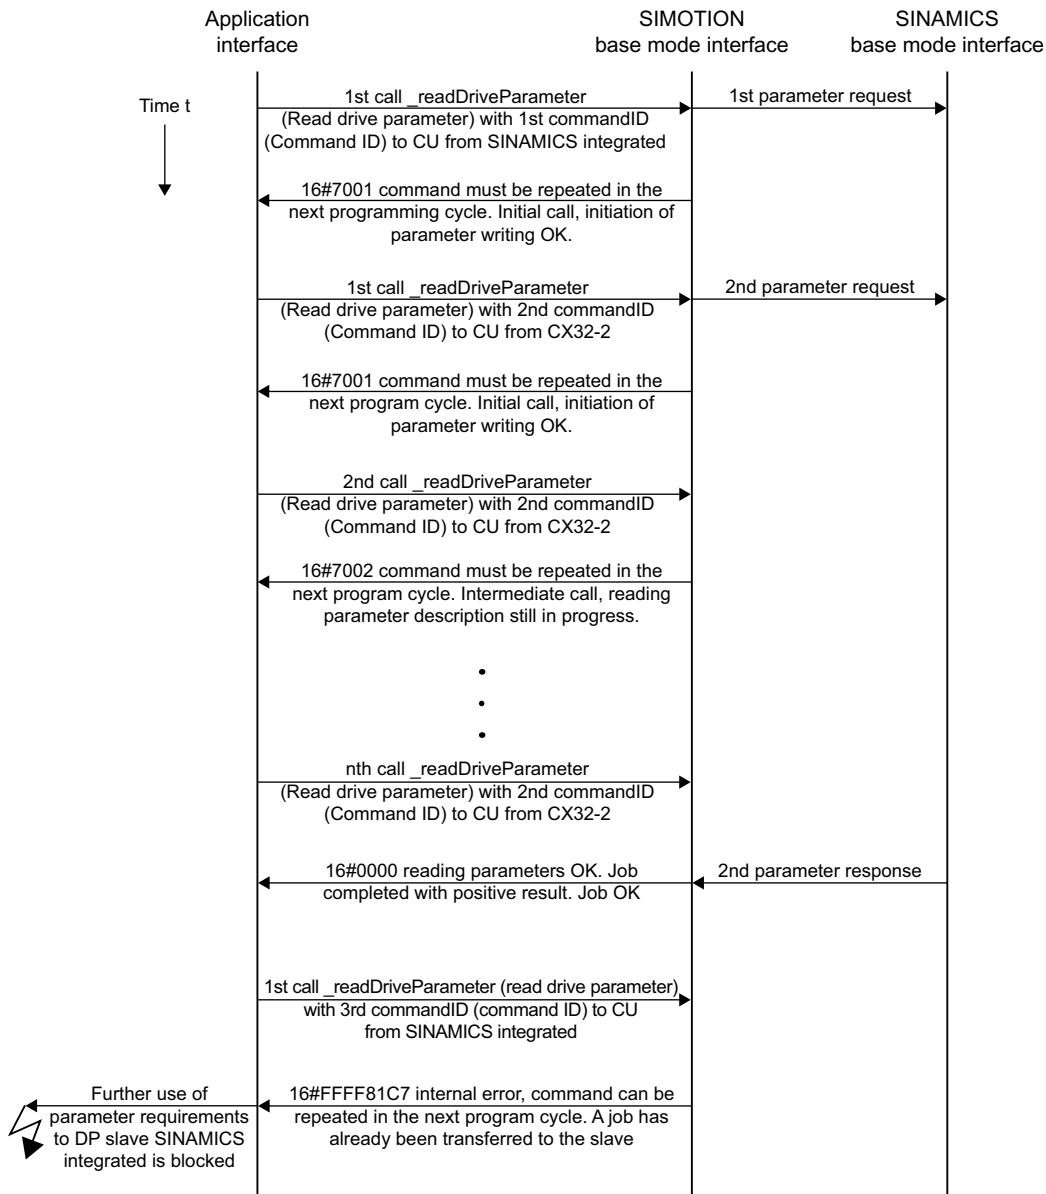 Application
interface
SIMOTION
base mode interface
SINAMICS
base mode interface
Time t
1st call _readDriveParameter
(Read drive parameter) with 1st commandID
(Command ID) to CU from SINAMICS integrated
1st parameter request
16#7001 command must be repeated in the
next programming cycle. Initial call, initiation of
parameter writing OK.
1st call _readDriveParameter
(Read drive parameter) with 2nd commandID
(Command ID) to CU from CX32-2
2nd parameter request
16#7001 command must be repeated in the
next program cycle. Initial call, initiation of
parameter writing OK.
2nd call _readDriveParameter
(Read drive parameter) with 2nd commandID
(Command ID) to CU from CX32-2
16#7002 command must be repeated in the
next program cycle. Intermediate call, reading
parameter description still in progress.
nth call _readDriveParameter
(Read drive parameter) with 2nd commandID
(Command ID) to CU from CX32-2
16#0000 reading parameters OK. Job
completed with positive result. Job OK
2nd parameter response
1st call _readDriveParameter (read drive parameter)
with 3rd commandID (command ID) to CU
from SINAMICS integrated
Further use of
parameter requirements
to DP slave SINAMICS
integrated is blocked
16#FFFF81C7 internal error, command can be
repeated in the next program cycle. A job has
already been transferred to the slave